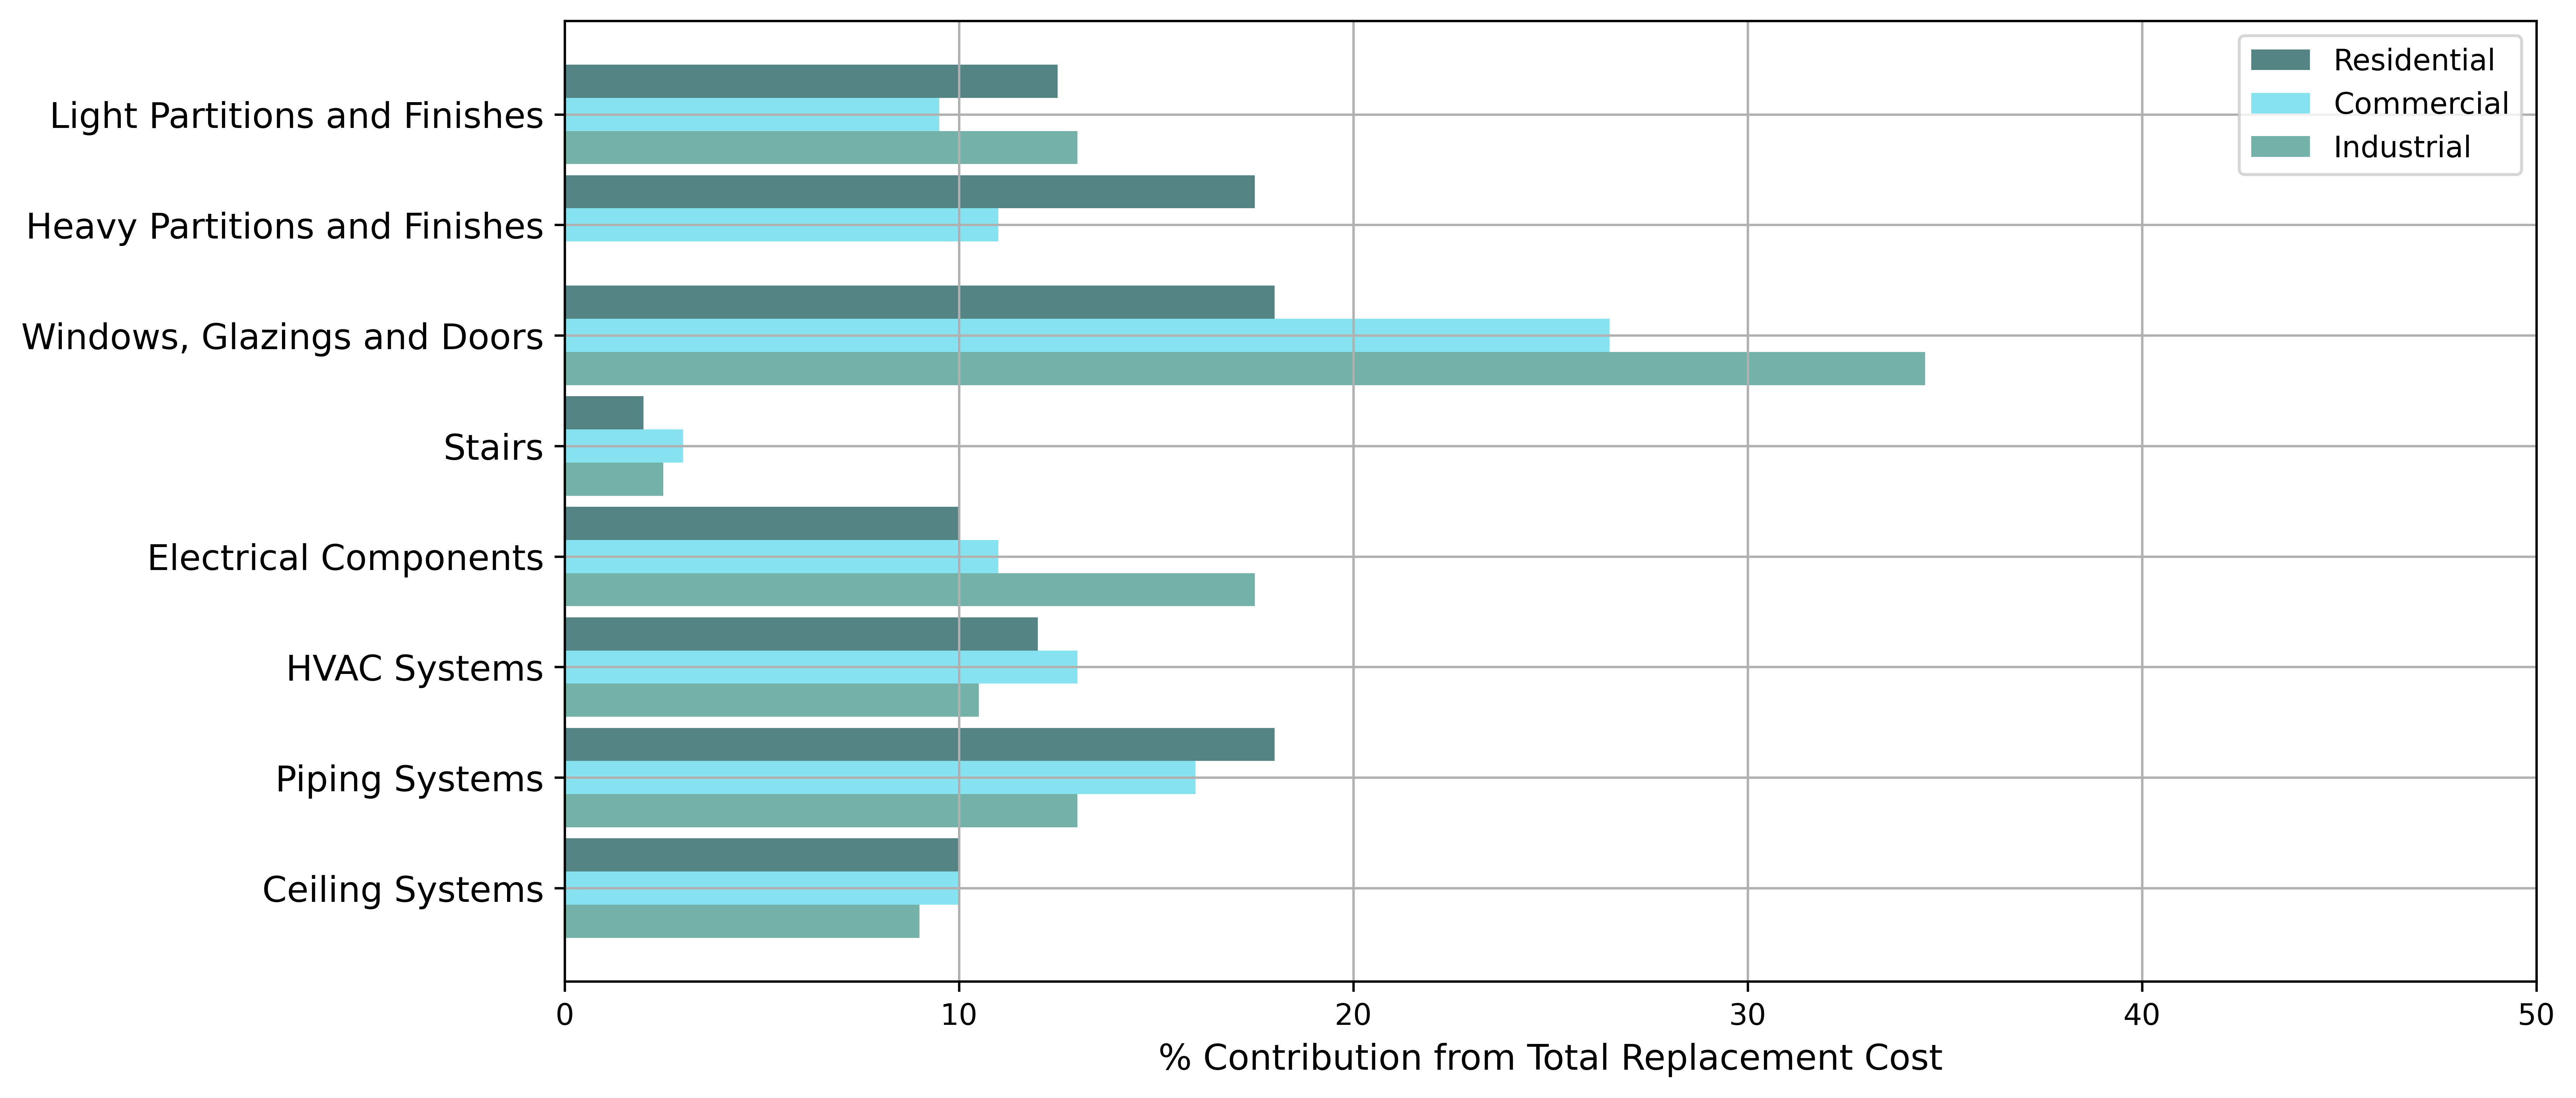 Residential
Commercial
Industrial
Light Partitions and Finishes
Heavy Partitions and Finishes
Windows, Glazings and Doors
Stairs
Electrical Components
HVAC Systems
Piping Systems
Ceiling Systems
0 10 20 30 40 50
% Contribution from Total Replacement Cost